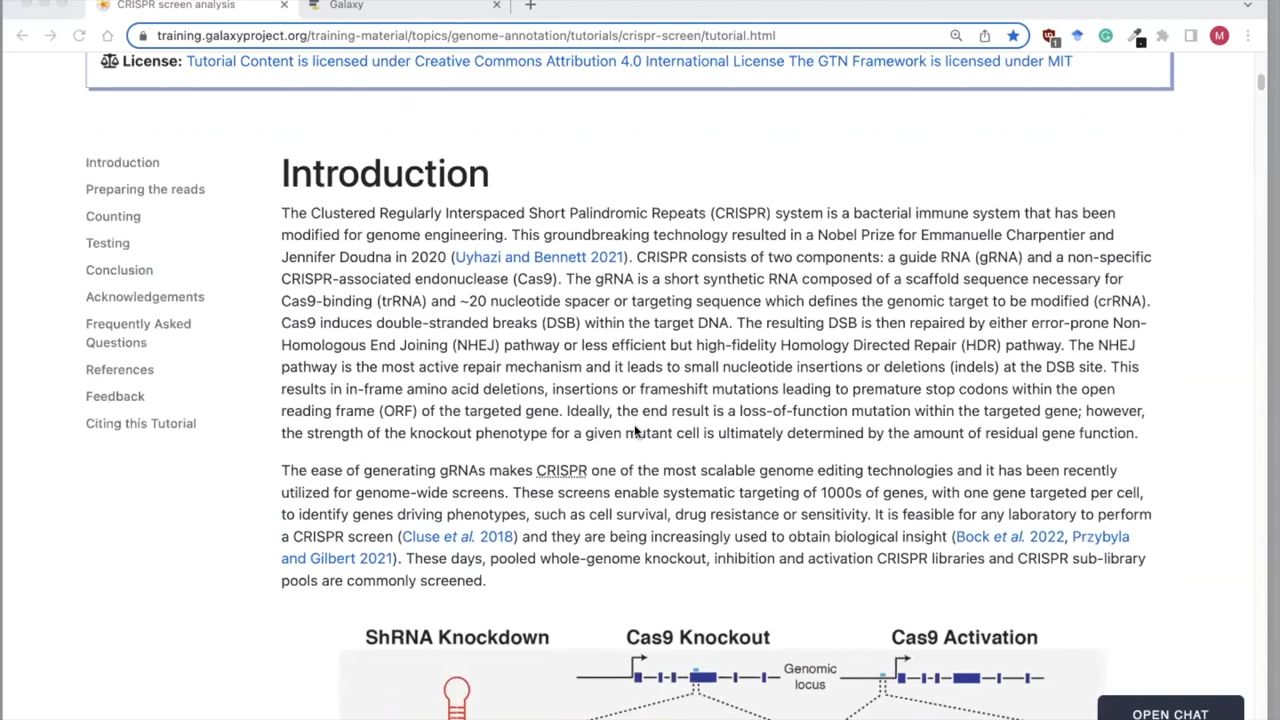 CRISPR screen analysis
Galaxy
training.galaxyproject.org/training-material/topics/genome-annotation/tutorials/crispr-screen/tutorial.html
1
M
License: Tutorial Content is licensed under Creative Commons Attribution 4.0 International License The GTN Framework is licensed under MIT
Introduction
Preparing the reads
Counting
Testing
Conclusion
Acknowledgements
Frequently Asked
Questions
References
Feedback
Citing this Tutorial
Introduction
The Clustered Regularly Interspaced Short Palindromic Repeats (CRISPR) system is a bacterial immune system that has been
modified for genome engineering. This groundbreaking technology resulted in a Nobel Prize for Emmanuelle Charpentier and
Jennifer Doudna in 2020 (Uyhazi and Bennett 2021). CRISPR consists of two components: a guide RNA (gRNA) and a non-specific
CRISPR-associated endonuclease (Cas9). The gRNA is a short synthetic RNA composed of a scaffold sequence necessary for
Cas9-binding (trRNA) and ~20 nucleotide spacer or targeting sequence which defines the genomic target to be modified (crRNA).
Cas9 induces double-stranded breaks (DSB) within the target DNA. The resulting DSB is then repaired by either error-prone Non-
Homologous End Joining (NHEJ) pathway or less efficient but high-fidelity Homology Directed Repair (HDR) pathway. The NHEJ
pathway is the most active repair mechanism and it leads to small nucleotide insertions or deletions (indels) at the DSB site. This
results in in-frame amino acid deletions, insertions or frameshift mutations leading to premature stop codons within the open
reading frame (ORF) of the targeted gene. Ideally, the end result is a loss-of-function mutation within the targeted gene; however,
the strength of the knockout phenotype for a given mutant cell is ultimately determined by the amount of residual gene function.
The ease of generating gRNAs makes CRISPR one of the most scalable genome editing technologies and it has been recently
utilized for genome-wide screens. These screens enable systematic targeting of 1000s of genes, with one gene targeted per cell,
to identify genes driving phenotypes, such as cell survival, drug resistance or sensitivity. It is feasible for any laboratory to perform
a CRISPR screen (Cluse et al. 2018) and they are being increasingly used to obtain biological insight (Bock et al. 2022, Przybyla
and Gilbert 2021). These days, pooled whole-genome knockout, inhibition and activation CRISPR libraries and CRISPR sub-library
pools are commonly screened.
ShRNA Knockdown
Cas9 Knockout
Cas9 Activation
Genomic
locus
OPEN CHAT